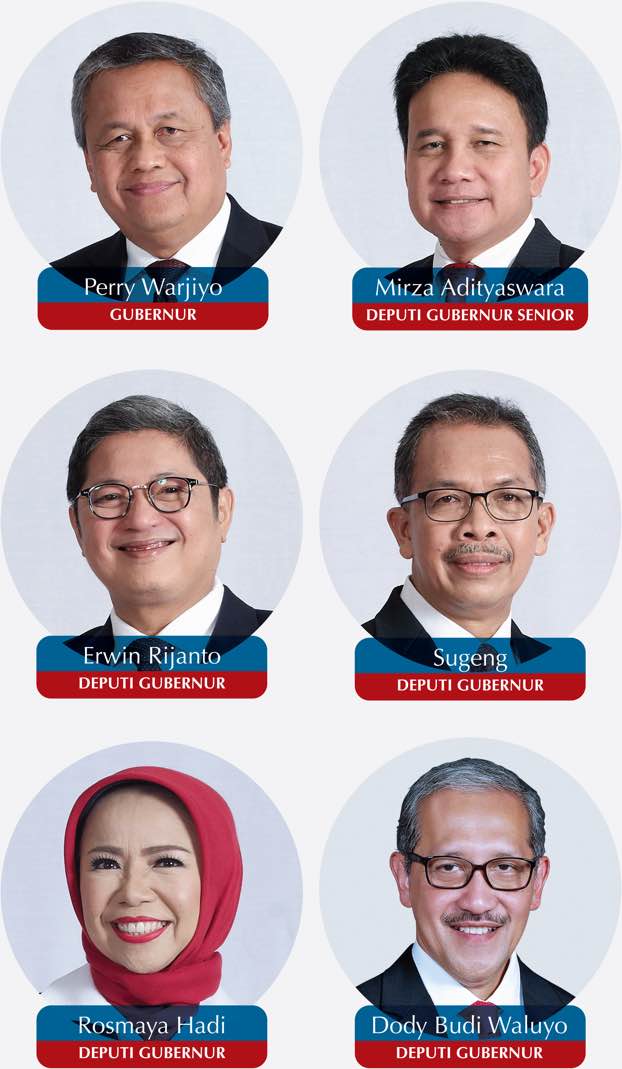 Perry Warjiyo
GUBERNUR
Mirza Adityaswara
DEPUTI GUBERNUR SENIOR
Erwin Rijanto
DEPUTI GUBERNUR
Sugeng
DEPUTI GUBERNUR
Rosmaya Hadi
DEPUTI GUBERNUR
Dody Budi Waluyo
DEPUTI GUBERNUR